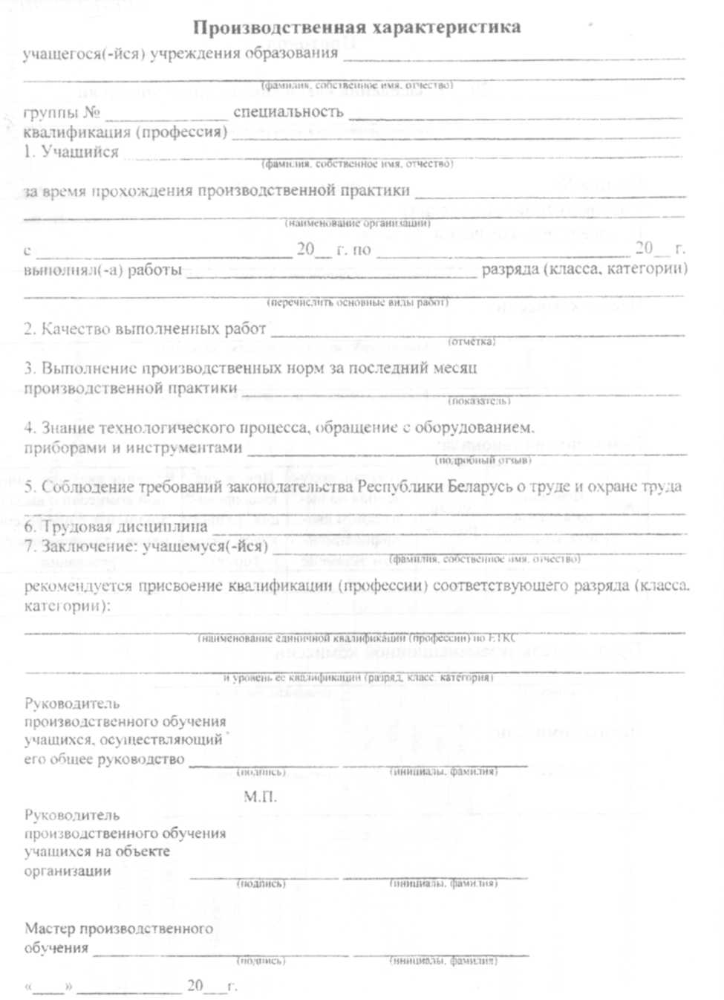 Производственная характеристика
учащегося(-йся) учреждения образования
(фамилия, собственное имя, отчество)
группы № специальность
квалификация (профессия)
1. Учащийся
(фамилия, собственное имя, отчество)
за время прохождения производственной практики
(наименование организации)
с 20__ г. по 20__ г.
выполнял(-а) работы разряда (класса, категории)
(перечислить основные виды работ)
2. Качество выполненных работ
(отметка)
3. Выполнение производственных норм за последний месяц
производственной практики
(показатель)
4. Знание технологического процесса, обращение с оборудованием,
приборами и инструментами
(подробный отзыв)
5. Соблюдение требований законодательства Республики Беларусь о труде и охране труда
6. Трудовая дисциплина
7. Заключение: учащемуся(-йся)
(фамилия, собственное имя, отчество)
рекомендуется присвоение квалификации (профессии) соответствующего разряда (класса,
категории):
(наименование единичной квалификации (профессии) по ЕТКС
и уровень ее квалификации (разряд, класс, категория)
Руководитель
производственного обучения
учащихся, осуществляющий
его общее руководство
(подпись) (инициалы, фамилия)
М.П.
Руководитель
производственного обучения
учащихся на объекте
организации
(подпись) (инициалы, фамилия)
Мастер производственного
обучения
(подпись) (инициалы, фамилия)
«____» 20___г.